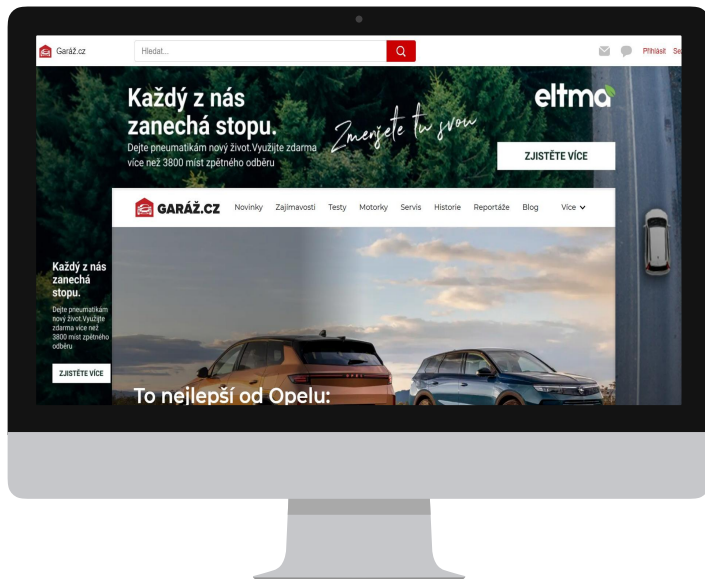 Garáž.cz
Hledat...
Přihlásit
Každý z nás
zanechá stopu.
Dejte pneumatikám nový život.Využijte zdarma
více než 3800 míst zpětného odběru
Zmenšete tu svou
eltma
ZJISTĚTE VÍCE
GARÁŽ.CZ Novinky Zajímavosti Testy Motorky Servis Historie Reportáže Blog Více
Každý z nás
zanechá
stopu.
Dejte pneumatikám
nový život.Využijte
zdarma více než
3800 míst zpětného
odběru
ZJISTĚTE VÍCE
OPEL
To nejlepší od Opelu: